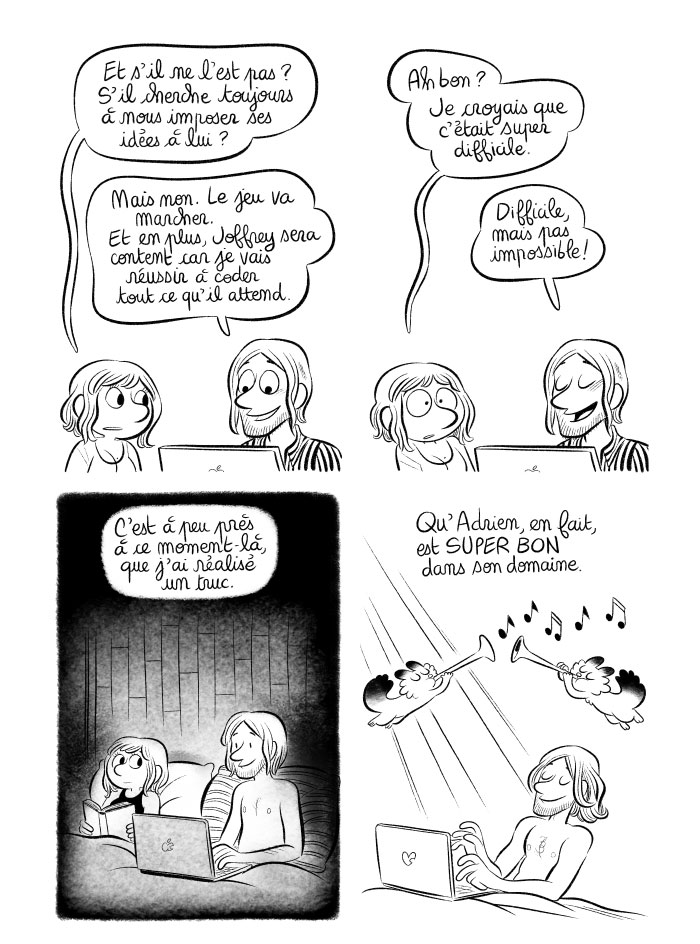 Et s'il ne l'est pas ?
S'il cherche toujours
à nous imposer ses
idées à lui ?
Mais non. Le jeu va
marcher.
Et en plus, Joffrey sera
content car je vais
réussir à coder
tout ce qu'il attend.
Ah bon ?
Je croyais que
c'était super
difficile.
Difficile,
mais pas
impossible !
C'est à peu près
à ce moment-là,
que j'ai réalisé
un truc.
Qu'Adrien, en fait,
est SUPER BON
dans son domaine.